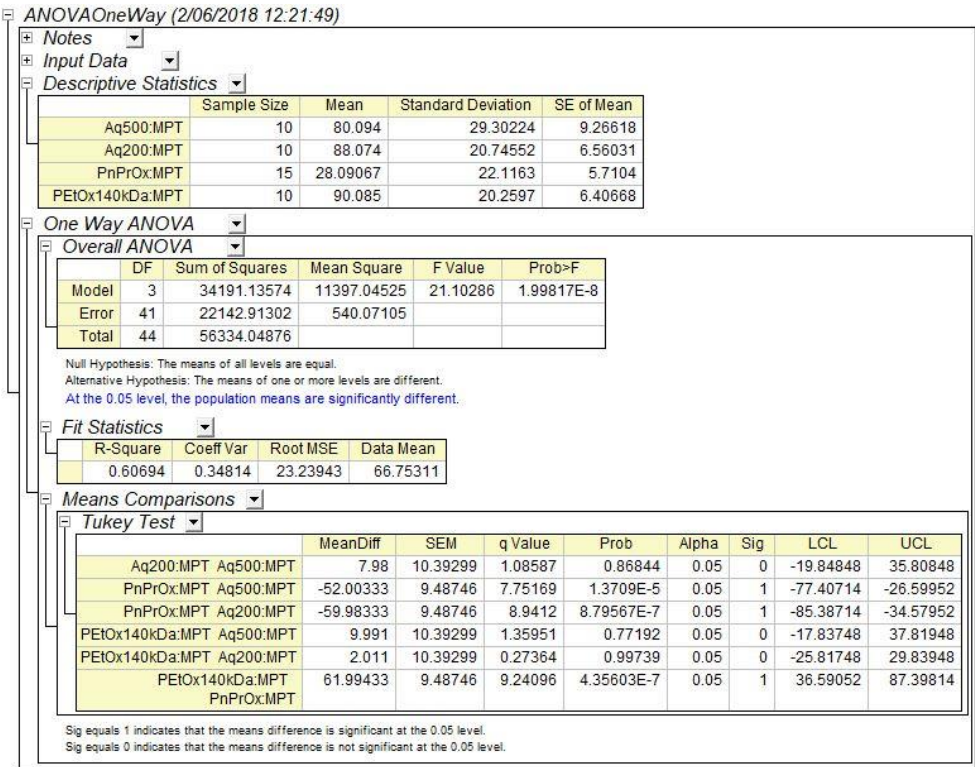 ANOVAOneWay (2/06/2018 12:21:49)
Notes
Input Data
Descriptive Statistics
Sample Size Mean Standard Deviation SE of Mean
Aq500:MPT 10 80.094 29.30224 9.26618
Aq200:MPT 10 88.074 20.74552 6.56031
PnPrOx:MPT 15 28.09067 22.1163 5.7104
PEtOx140kDa:MPT 10 90.085 20.2597 6.40668
One Way ANOVA
Overall ANOVA
DF Sum of Squares Mean Square F Value Prob>F
Model 3 34191.13574 11397.04525 21.10286 1.99817E-8
Error 41 22142.91302 540.07105
Total 44 56334.04876
Null Hypothesis: The means of all levels are equal.
Alternative Hypothesis: The means of one or more levels are different.
At the 0.05 level, the population means are significantly different.
Fit Statistics
R-Square Coeff Var Root MSE Data Mean
0.60694 0.34814 23.23943 66.75311
Means Comparisons
Tukey Test
MeanDiff SEM q Value Prob Alpha Sig LCL UCL
Aq200:MPT Aq500:MPT 7.98 10.39299 1.08587 0.86844 0.05 0 -19.84848 35.80848
PnPrOx:MPT Aq500:MPT -52.00333 9.48746 7.75169 1.3709E-5 0.05 1 -77.40714 -26.59952
PnPrOx:MPT Aq200:MPT -59.98333 9.48746 8.9412 8.79567E-7 0.05 1 -85.38714 -34.57952
PEtOx140kDa:MPT Aq500:MPT 9.991 10.39299 1.35951 0.77192 0.05 0 -17.83748 37.81948
PEtOx140kDa:MPT Aq200:MPT 2.011 10.39299 0.27364 0.99739 0.05 0 -25.81748 29.83948
PEtOx140kDa:MPT 61.99433 9.48746 9.24096 4.35603E-7 0.05 1 36.59052 87.39814
PnPrOx:MPT
Sig equals 1 indicates that the means difference is significant at the 0.05 level.
Sig equals 0 indicates that the means difference is not significant at the 0.05 level.